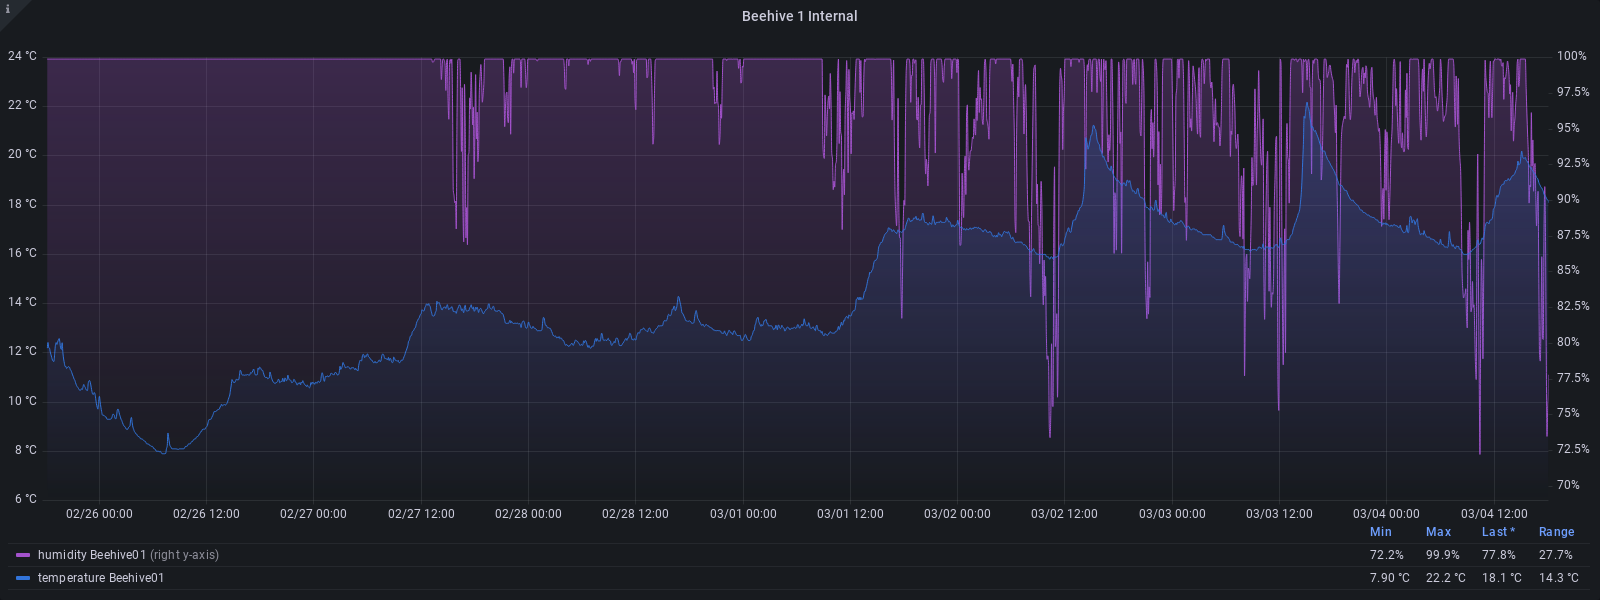 i
Beehive 1 Internal
24 °C
22 °C
20 °C
18 °C
16 °C
14 °C
12 °C
10 °C
8 °C
6 °C
100%
97.5%
95%
92.5%
90%
87.5%
85%
82.5%
80%
77.5%
75%
72.5%
70%
02/26 00:00 02/26 12:00 02/27 00:00 02/27 12:00 02/28 00:00 02/28 12:00 03/01 00:00 03/01 12:00 03/02 00:00 03/02 12:00 03/03 00:00 03/03 12:00 03/04 00:00 03/04 12:00
Min Max Last * Range
humidity Beehive01 (right y-axis) 72.2% 99.9% 77.8% 27.7%
temperature Beehive01 7.90 °C 22.2 °C 18.1 °C 14.3 °C